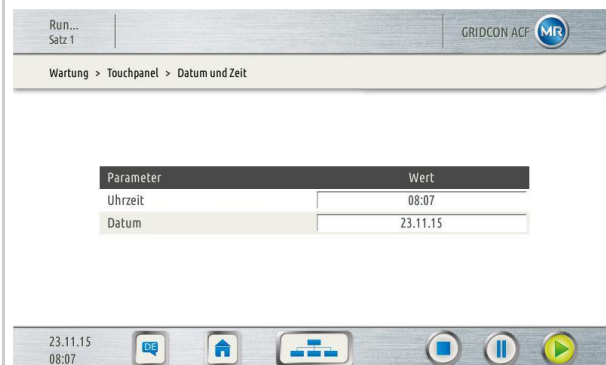 Run...
Satz 1
GRIDCON ACF
MR
Wartung > Touchpanel > Datum und Zeit
Parameter Wert
Uhrzeit 08:07
Datum 23.11.15
23.11.15
08:07
DE